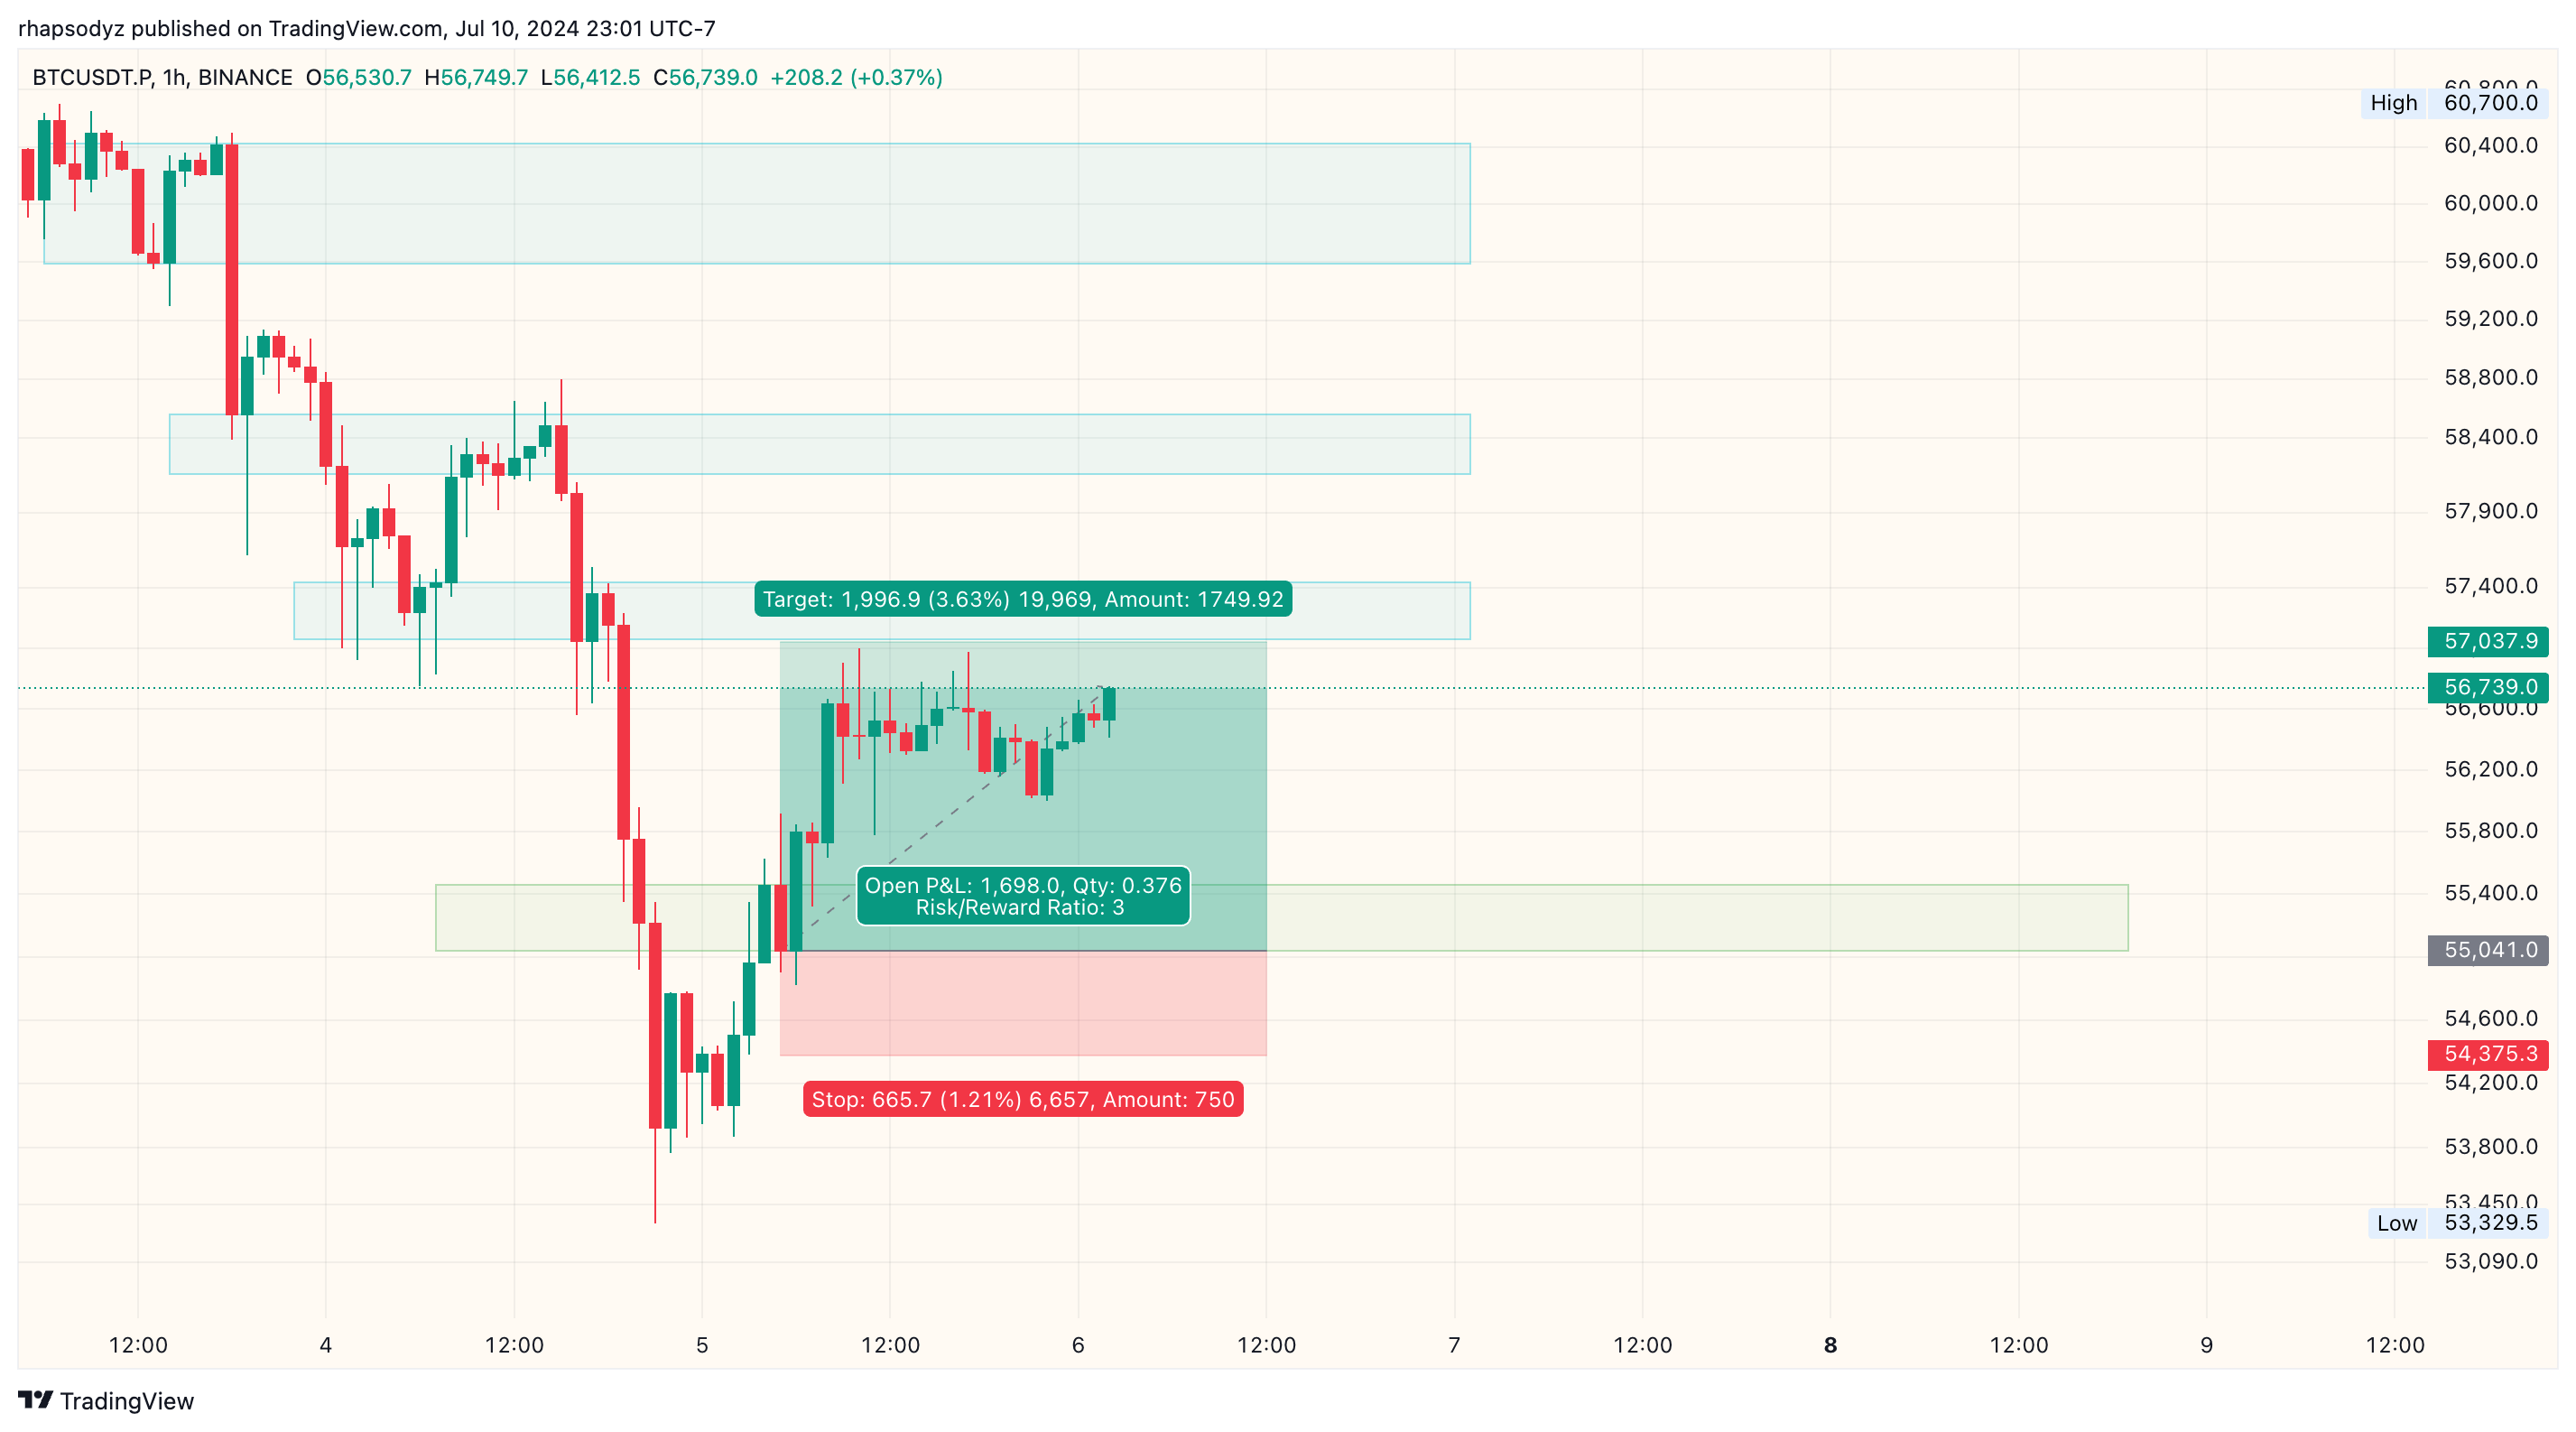 rhapsodyz published on TradingView.com, Jul 10, 2024 23:01 UTC-7
BTCUSDT.P, 1h, BINANCE O56,530.7 H56,749.7 L56,412.5 C56,739.0 +208.2 (+0.37%)
60,800.0
High 60,700.0
60,400.0
60,000.0
59,600.0
59,200.0
58,800.0
58,400.0
57,900.0
57,400.0
Target: 1,996.9 (3.63%) 19,969, Amount: 1749.92
57,037.9
56,739.0
56,600.0
56,200.0
55,800.0
Open P&L: 1,698.0, Qty: 0.376
Risk/Reward Ratio: 3
55,400.0
55,041.0
54,600.0
54,375.3
54,200.0
Stop: 665.7 (1.21%) 6,657, Amount: 750
53,800.0
53,450.0
Low 53,329.5
53,090.0
12:00 4 12:00 5 12:00 6 12:00 7 12:00 8 12:00 9 12:00
TradingView